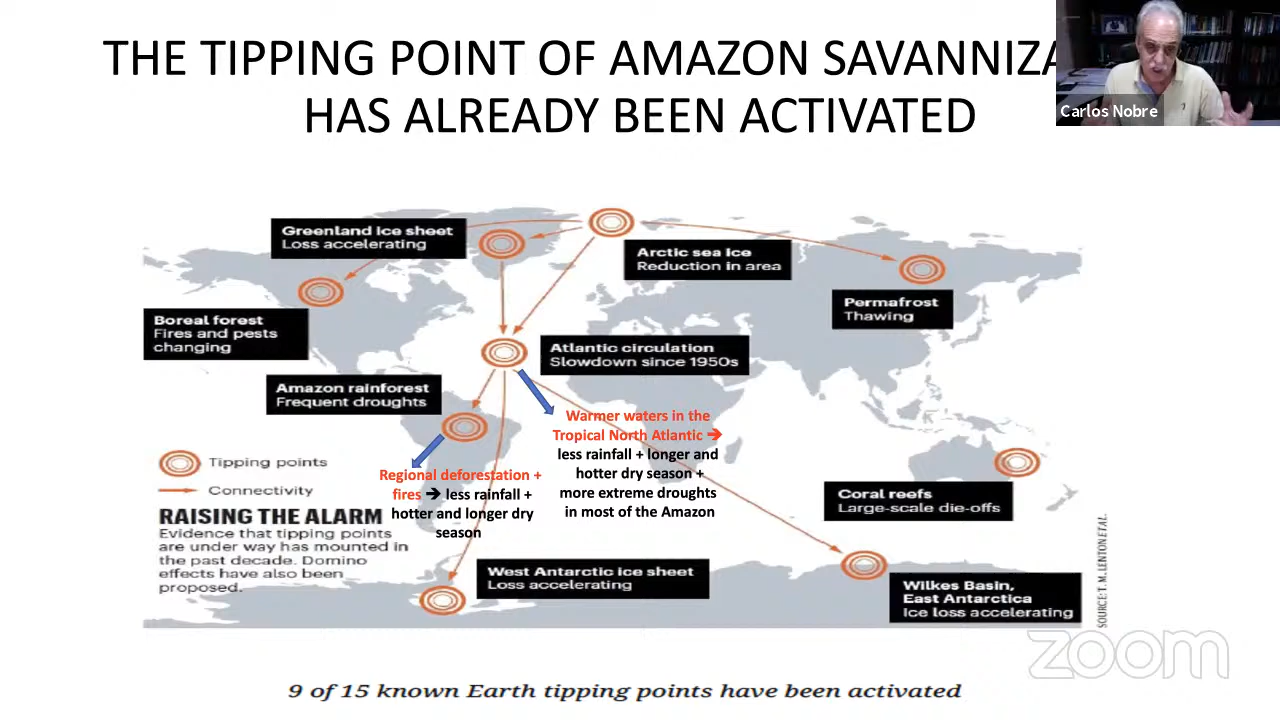 THE TIPPING POINT OF AMAZON SAVANNIZA
HAS ALREADY BEEN ACTIVATED
Carlos Nobre
Greenland ice sheet
Loss accelerating
Arctic sea ice
Reduction in area
Permafrost
Thawing
Boreal forest
Fires and pests
changing
Atlantic circulation
Slowdown since 1950s
Amazon rainforest
Frequent droughts
Warmer waters in the
Tropical North Atlantic ➔
less rainfall + longer and
hotter dry season +
more extreme droughts
in most of the Amazon
Regional deforestation +
fires ➔ less rainfall +
hotter and longer dry
season
Tipping points
Connectivity
RAISING THE ALARM
Evidence that tipping points
are under way has mounted in
the past decade. Domino
effects have also been
proposed.
Coral reefs
Large-scale die-offs
West Antarctic ice sheet
Loss accelerating
Wilkes Basin,
East Antarctica
Ice loss accelerating
SOURCE: T. M. LENTON ET AL.
zoom
9 of 15 known Earth tipping points have been activated